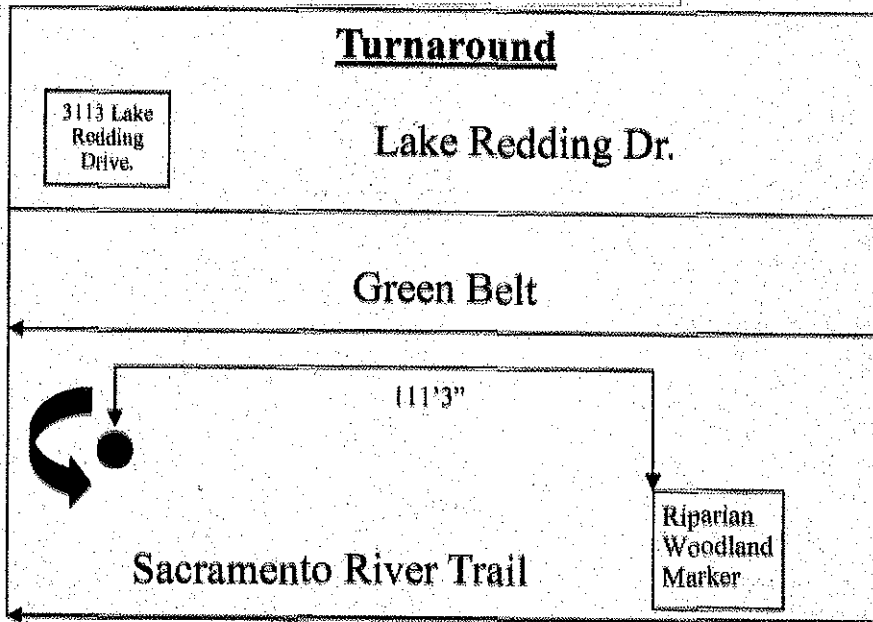 Turnaround
3113 Lake
Redding
Drive.
Lake Redding Dr.
Green Belt
111'3"
Riparian
Woodland
Marker
Sacramento River Trail